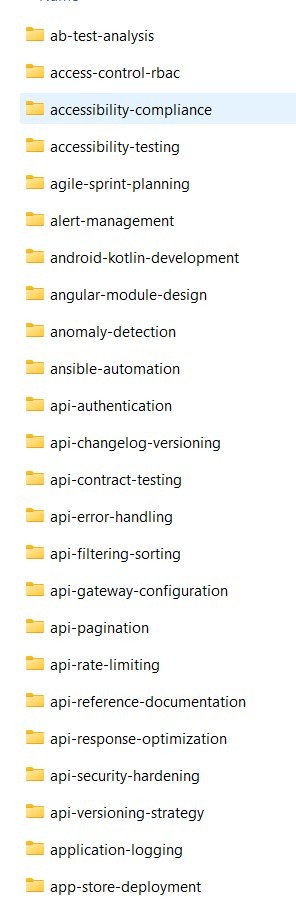 Name
ab-test-analysis
access-control-rbac
accessibility-compliance
accessibility-testing
agile-sprint-planning
alert-management
android-kotlin-development
angular-module-design
anomaly-detection
ansible-automation
api-authentication
api-changelog-versioning
api-contract-testing
api-error-handling
api-filtering-sorting
api-gateway-configuration
api-pagination
api-rate-limiting
api-reference-documentation
api-response-optimization
api-security-hardening
api-versioning-strategy
application-logging
app-store-deployment